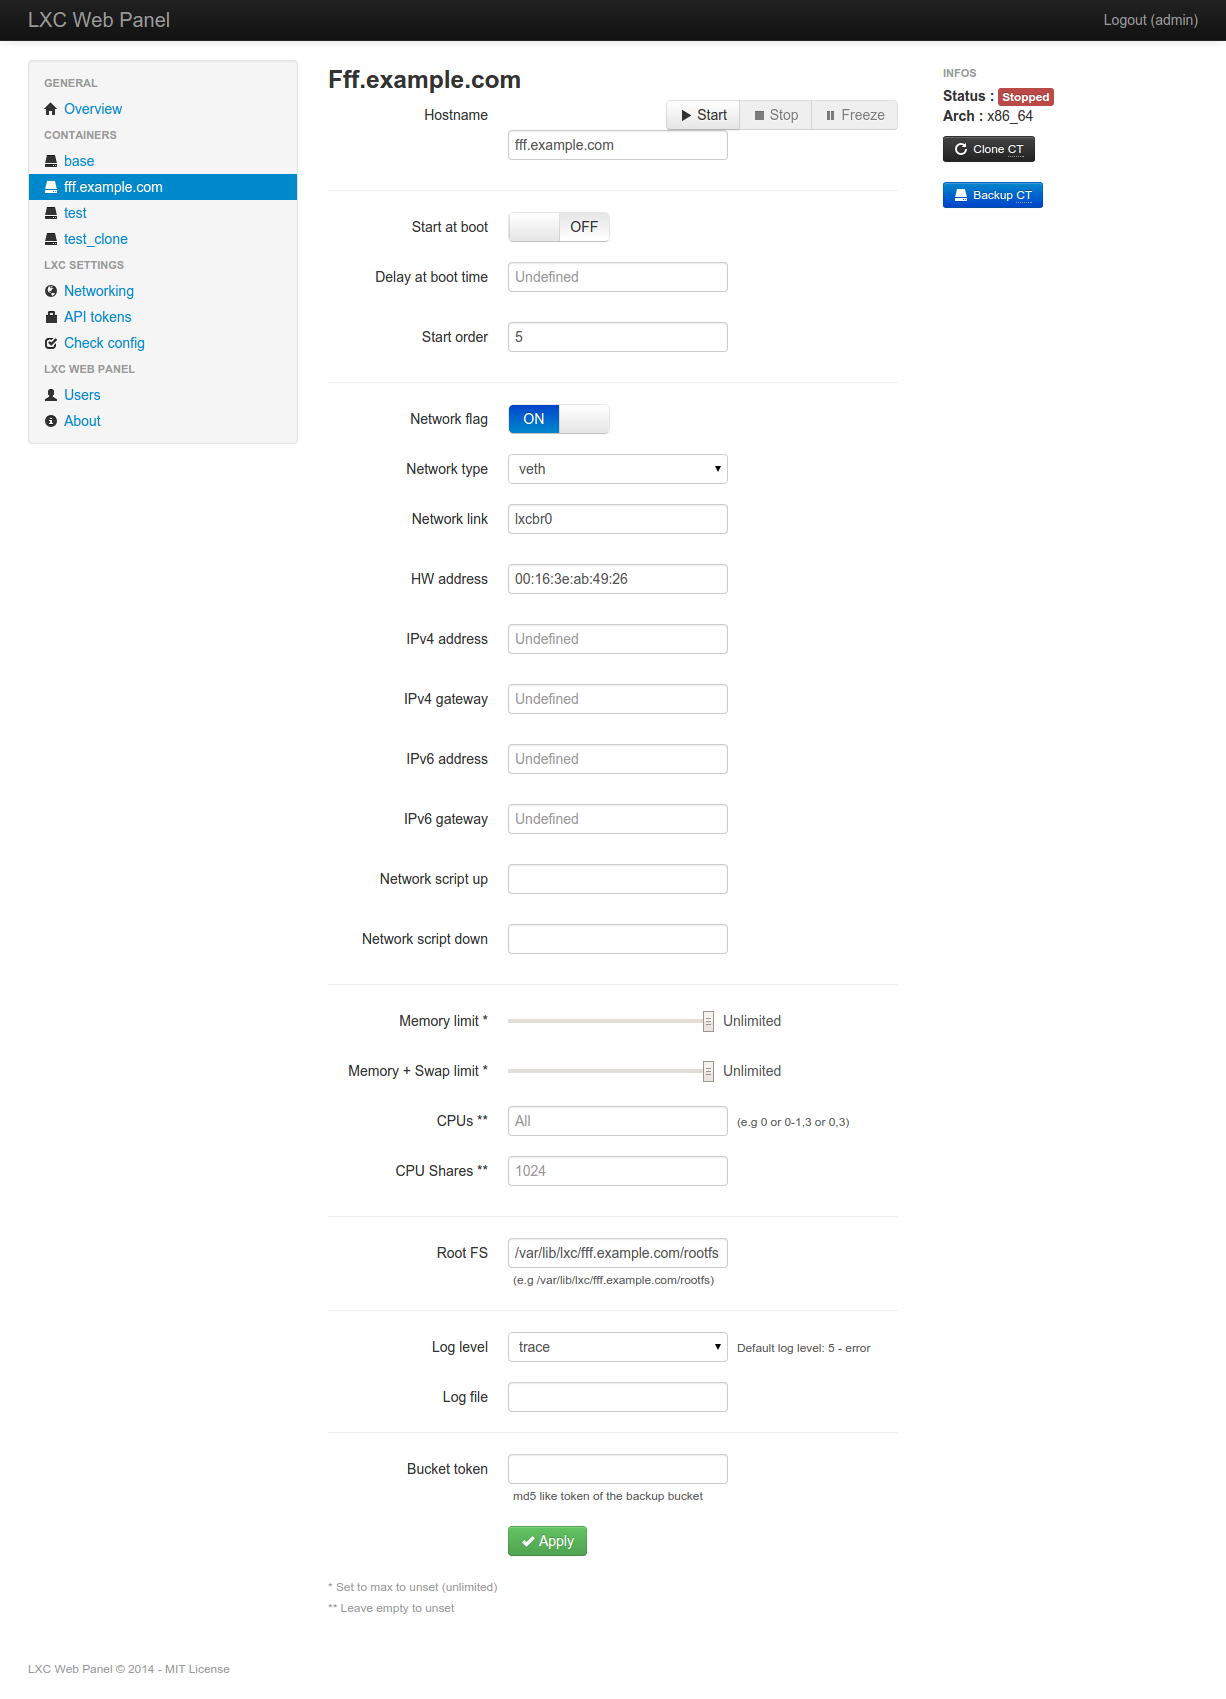 LXC Web Panel
Logout (admin)
GENERAL
Overview
CONTAINERS
base
fff.example.com
test
test_clone
LXC SETTINGS
Networking
API tokens
Check config
LXC WEB PANEL
Users
About
Fff.example.com
Start
Stop
Freeze
Hostname
fff.example.com
Start at boot
OFF
Delay at boot time
Undefined
Start order
5
Network flag
ON
Network type
veth
Network link
lxcbr0
HW address
00:16:3e:ab:49:26
IPv4 address
Undefined
IPv4 gateway
Undefined
IPv6 address
Undefined
IPv6 gateway
Undefined
Network script up
Network script down
Memory limit *
Unlimited
Memory + Swap limit *
Unlimited
CPUs **
All
(e.g 0 or 0-1,3 or 0,3)
CPU Shares **
1024
Root FS
/var/lib/lxc/fff.example.com/rootfs
(e.g /var/lib/lxc/fff.example.com/rootfs)
Log level
trace
Default log level: 5 - error
Log file
Bucket token
md5 like token of the backup bucket
Apply
* Set to max to unset (unlimited)
** Leave empty to unset
INFOS
Status : Stopped
Arch : x86_64
Clone CT
Backup CT
LXC Web Panel © 2014 - MIT License